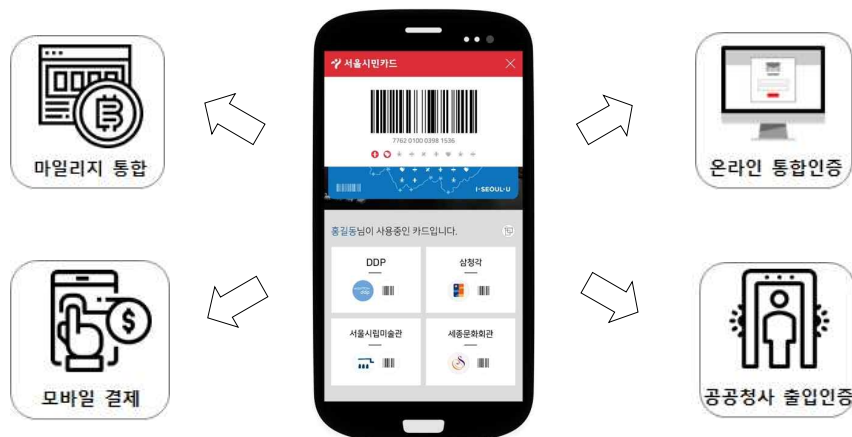 서울시민카드
7762 0100 0398 1536
I·SEOUL·U
홍길동님이 사용중인 카드입니다.
DDP
삼청각
서울시립미술관
세종문화회관
마일리지 통합
온라인 통합인증
모바일 결제
공공청사 출입인증